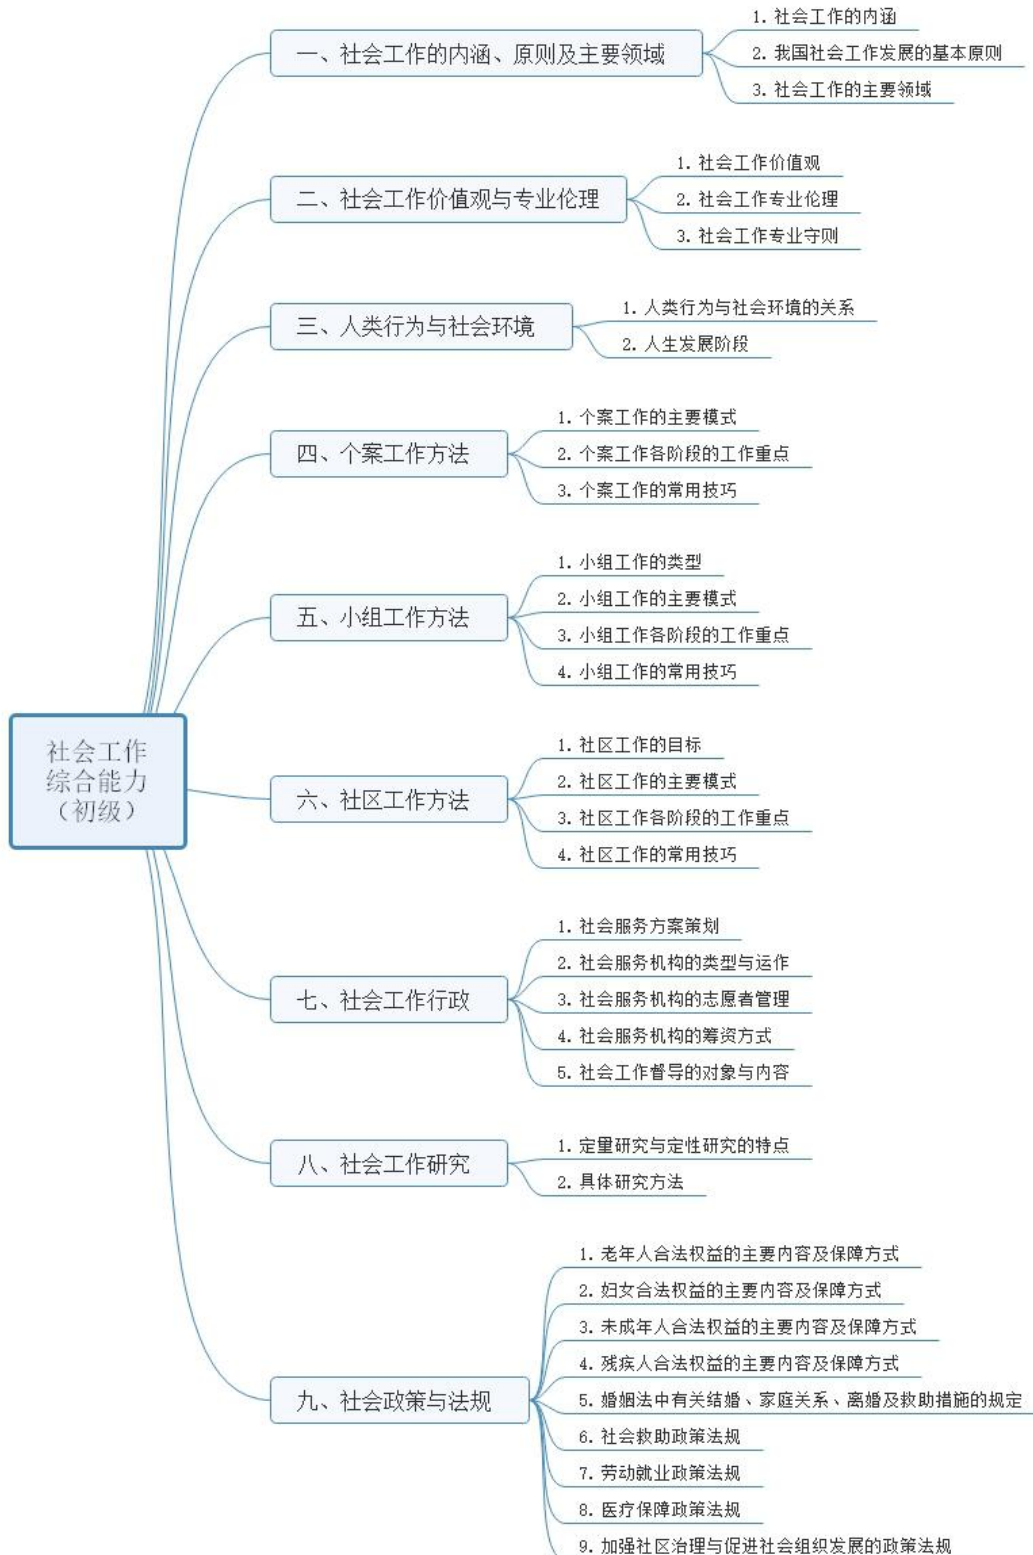 社会工作
综合能力
（初级）
一、社会工作的内涵、原则及主要领域
1. 社会工作的内涵
2. 我国社会工作发展的基本原则
3. 社会工作的主要领域
二、社会工作价值观与专业伦理
1. 社会工作价值观
2. 社会工作专业伦理
3. 社会工作专业守则
三、人类行为与社会环境
1. 人类行为与社会环境的关系
2. 人生发展阶段
四、个案工作方法
1. 个案工作的主要模式
2. 个案工作各阶段的工作重点
3. 个案工作的常用技巧
五、小组工作方法
1. 小组工作的类型
2. 小组工作的主要模式
3. 小组工作各阶段的工作重点
4. 小组工作的常用技巧
六、社区工作方法
1. 社区工作的目标
2. 社区工作的主要模式
3. 社区工作各阶段的工作重点
4. 社区工作的常用技巧
七、社会工作行政
1. 社会服务方案策划
2. 社会服务机构的类型与运作
3. 社会服务机构的志愿者管理
4. 社会服务机构的筹资方式
5. 社会工作督导的对象与内容
八、社会工作研究
1. 定量研究与定性研究的特点
2. 具体研究方法
九、社会政策与法规
1. 老年人合法权益的主要内容及保障方式
2. 妇女合法权益的主要内容及保障方式
3. 未成年人合法权益的主要内容及保障方式
4. 残疾人合法权益的主要内容及保障方式
5. 婚姻法中有关结婚、家庭关系、离婚及救助措施的规定
6. 社会救助政策法规
7. 劳动就业政策法规
8. 医疗保障政策法规
9. 加强社区治理与促进社会组织发展的政策法规